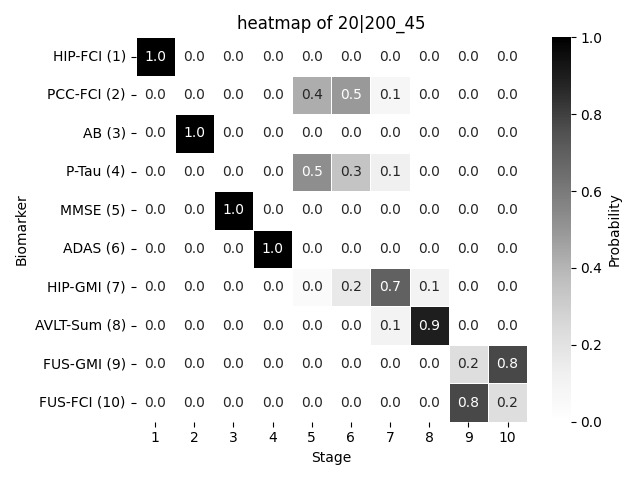 heatmap of 20|200_45
HIP-FCI (1) 1.0 0.0 0.0 0.0 0.0 0.0 0.0 0.0 0.0 0.0
PCC-FCI (2) 0.0 0.0 0.0 0.0 0.4 0.5 0.1 0.0 0.0 0.0
AB (3) 0.0 1.0 0.0 0.0 0.0 0.0 0.0 0.0 0.0 0.0
P-Tau (4) 0.0 0.0 0.0 0.0 0.5 0.3 0.1 0.0 0.0 0.0
MMSE (5) 0.0 0.0 1.0 0.0 0.0 0.0 0.0 0.0 0.0 0.0
ADAS (6) 0.0 0.0 0.0 1.0 0.0 0.0 0.0 0.0 0.0 0.0
HIP-GMI (7) 0.0 0.0 0.0 0.0 0.0 0.2 0.7 0.1 0.0 0.0
AVLT-Sum (8) 0.0 0.0 0.0 0.0 0.0 0.0 0.1 0.9 0.0 0.0
FUS-GMI (9) 0.0 0.0 0.0 0.0 0.0 0.0 0.0 0.0 0.2 0.8
FUS-FCI (10) 0.0 0.0 0.0 0.0 0.0 0.0 0.0 0.0 0.8 0.2
1 2 3 4 5 6 7 8 9 10
Stage
Biomarker
1.0
0.8
0.6
0.4
0.2
0.0
Probability